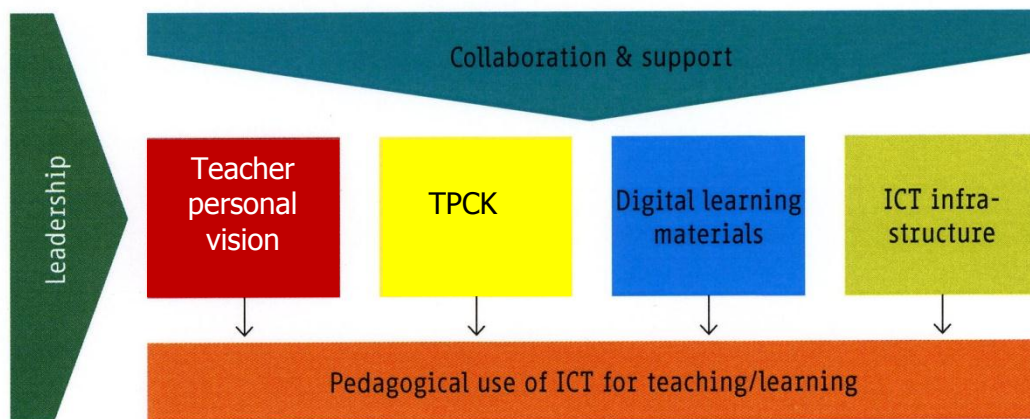 Collaboration & support
Leadership
Teacher
personal
vision
TPCK
Digital learning
materials
ICT infra-
structure
Pedagogical use of ICT for teaching/learning